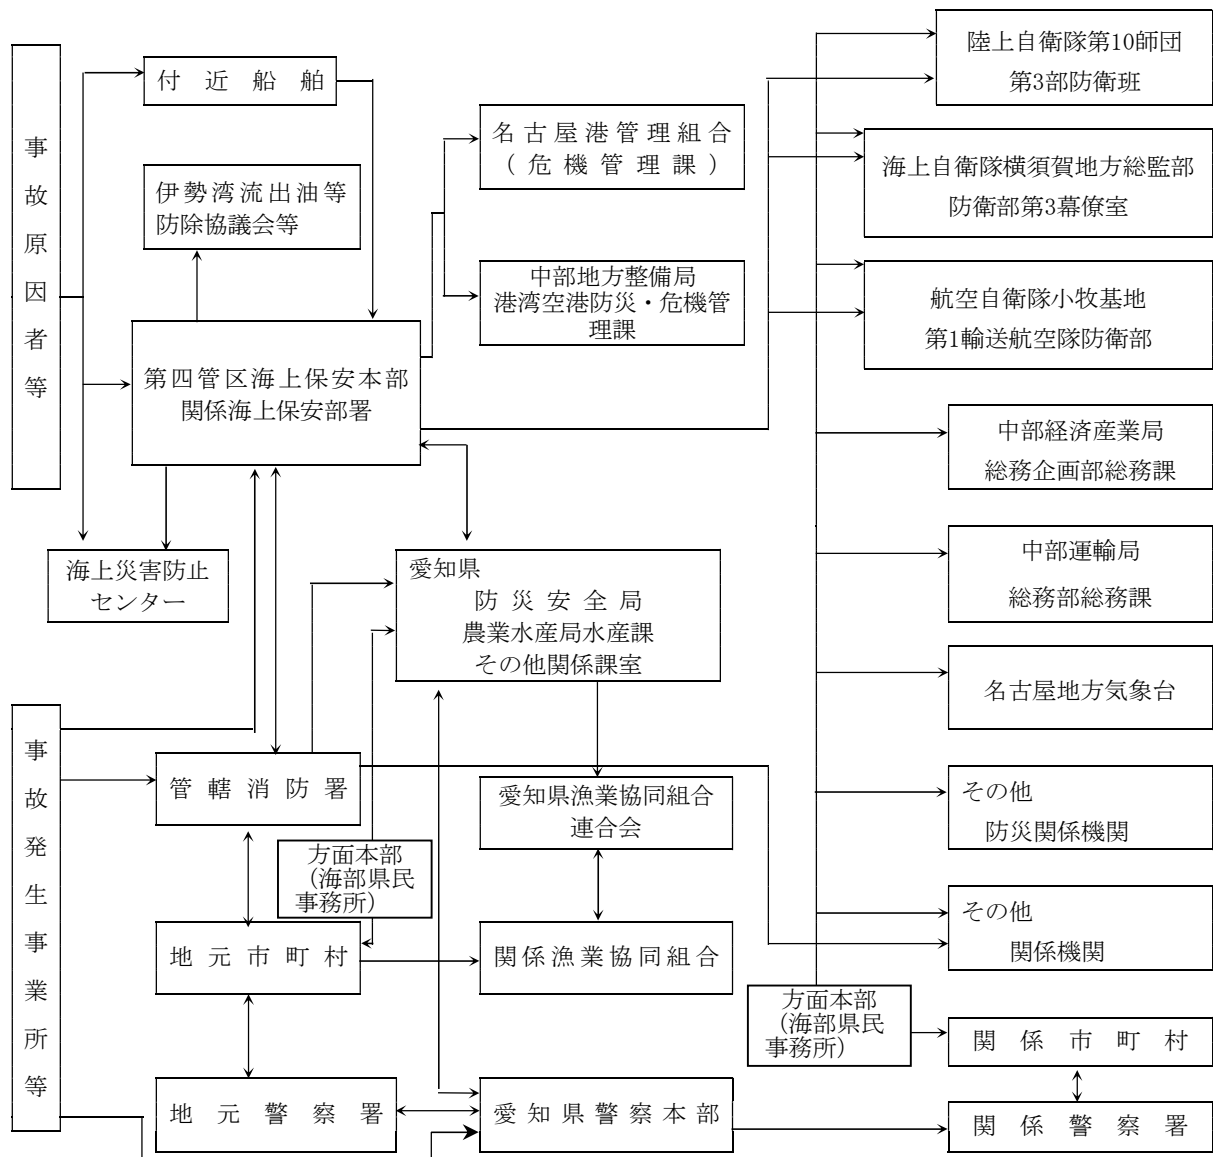 事故原因者等
付近船舶
伊勢湾流出油等
防除協議会等
第四管区海上保安本部
関係海上保安部署
海上災害防止
センター
名古屋港管理組合
(危機管理課)
中部地方整備局
港湾空港防災・危機管
理課
愛知県
防災安全局
農業水産局水産課
その他関係課室
事故発生事業所等
管轄消防署
方面本部
(海部県民
事務所)
地元市町村
地元警察署
愛知県漁業協同組合
連合会
関係漁業協同組合
愛知県警察本部
陸上自衛隊第10師団
第3部防衛班
海上自衛隊横須賀地方総監部
防衛部第3幕僚室
航空自衛隊小牧基地
第1輸送航空隊防衛部
中部経済産業局
総務企画部総務課
中部運輸局
総務部総務課
名古屋地方気象台
その他
防災関係機関
その他
関係機関
方面本部
(海部県民
事務所)
関係市町村
関係警察署